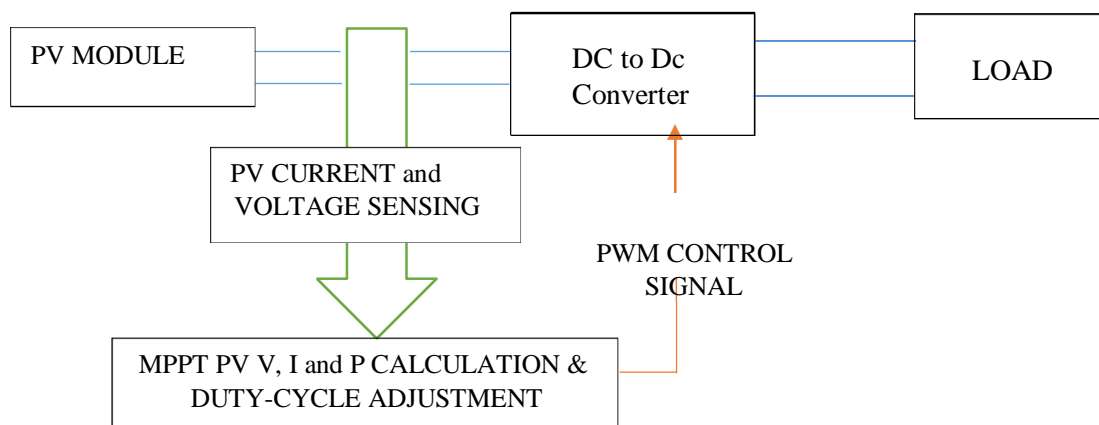 PV MODULE
DC to Dc
Converter
LOAD
PV CURRENT and
VOLTAGE SENSING
PWM CONTROL
SIGNAL
MPPT PV V, I and P CALCULATION &
DUTY-CYCLE ADJUSTMENT